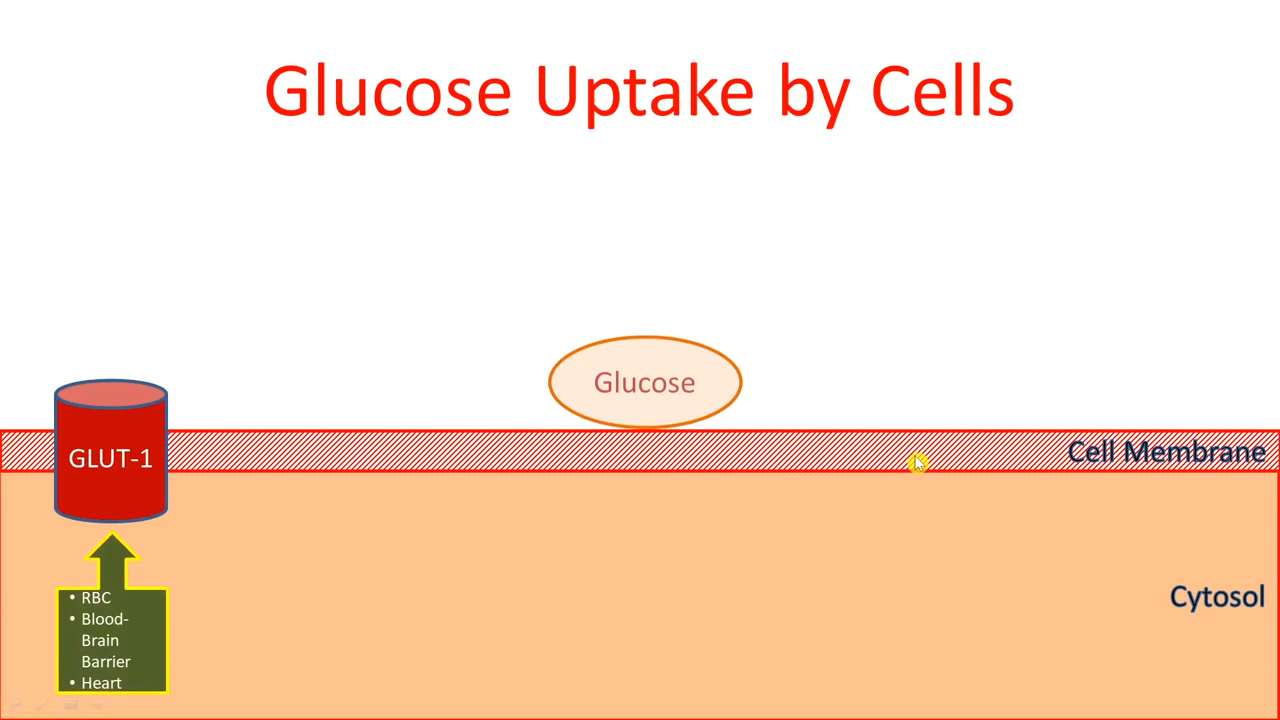 Glucose Uptake by Cells
Glucose
GLUT-1
Cell Membrane
• RBC
• Blood-
Brain
Barrier
• Heart
Cytosol